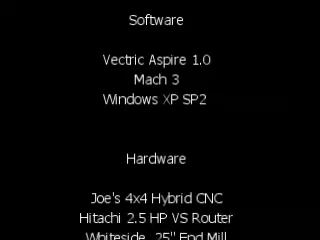 Software
Vectric Aspire 1.0
Mach 3
Windows XP SP2
Hardware
Joe's 4x4 Hybrid CNC
Hitachi 2.5 HP VS Router
Whiteside .25" End Mill